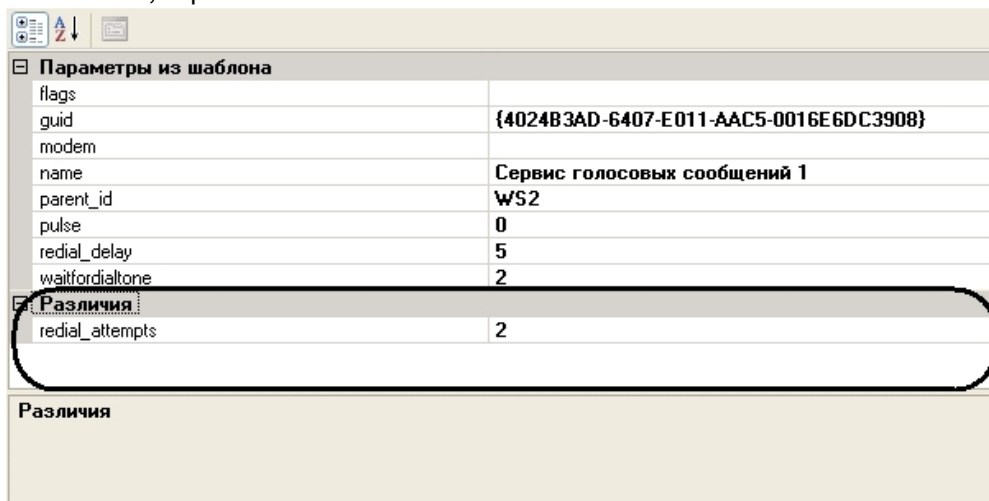 Параметры из шаблона
flags
guid {4024B3AD-6407-E011-AAC5-0016E6DC3908}
modem
name Сервис голосовых сообщений 1
parent_id WS2
pulse 0
redial_delay 5
waitfordialtone 2
Различия
redial_attempts 2
Различия